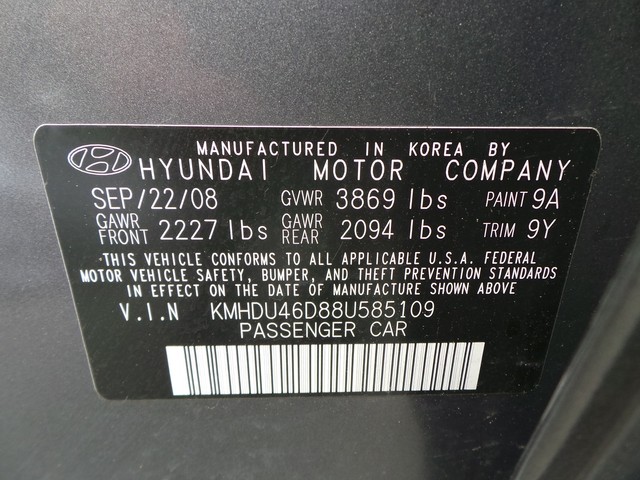 MANUFACTURED IN KOREA BY
HYUNDAI MOTOR COMPANY
SEP/22/08 GVWR 3869 lbs PAINT 9A
GAWR FRONT 2227 lbs GAWR REAR 2094 lbs TRIM 9Y
THIS VEHICLE CONFORMS TO ALL APPLICABLE U.S.A. FEDERAL
MOTOR VEHICLE SAFETY, BUMPER, AND THEFT PREVENTION STANDARDS
IN EFFECT ON THE DATE OF MANUFACTURE SHOWN ABOVE
V.I.N KMHDU46D88U585109
PASSENGER CAR